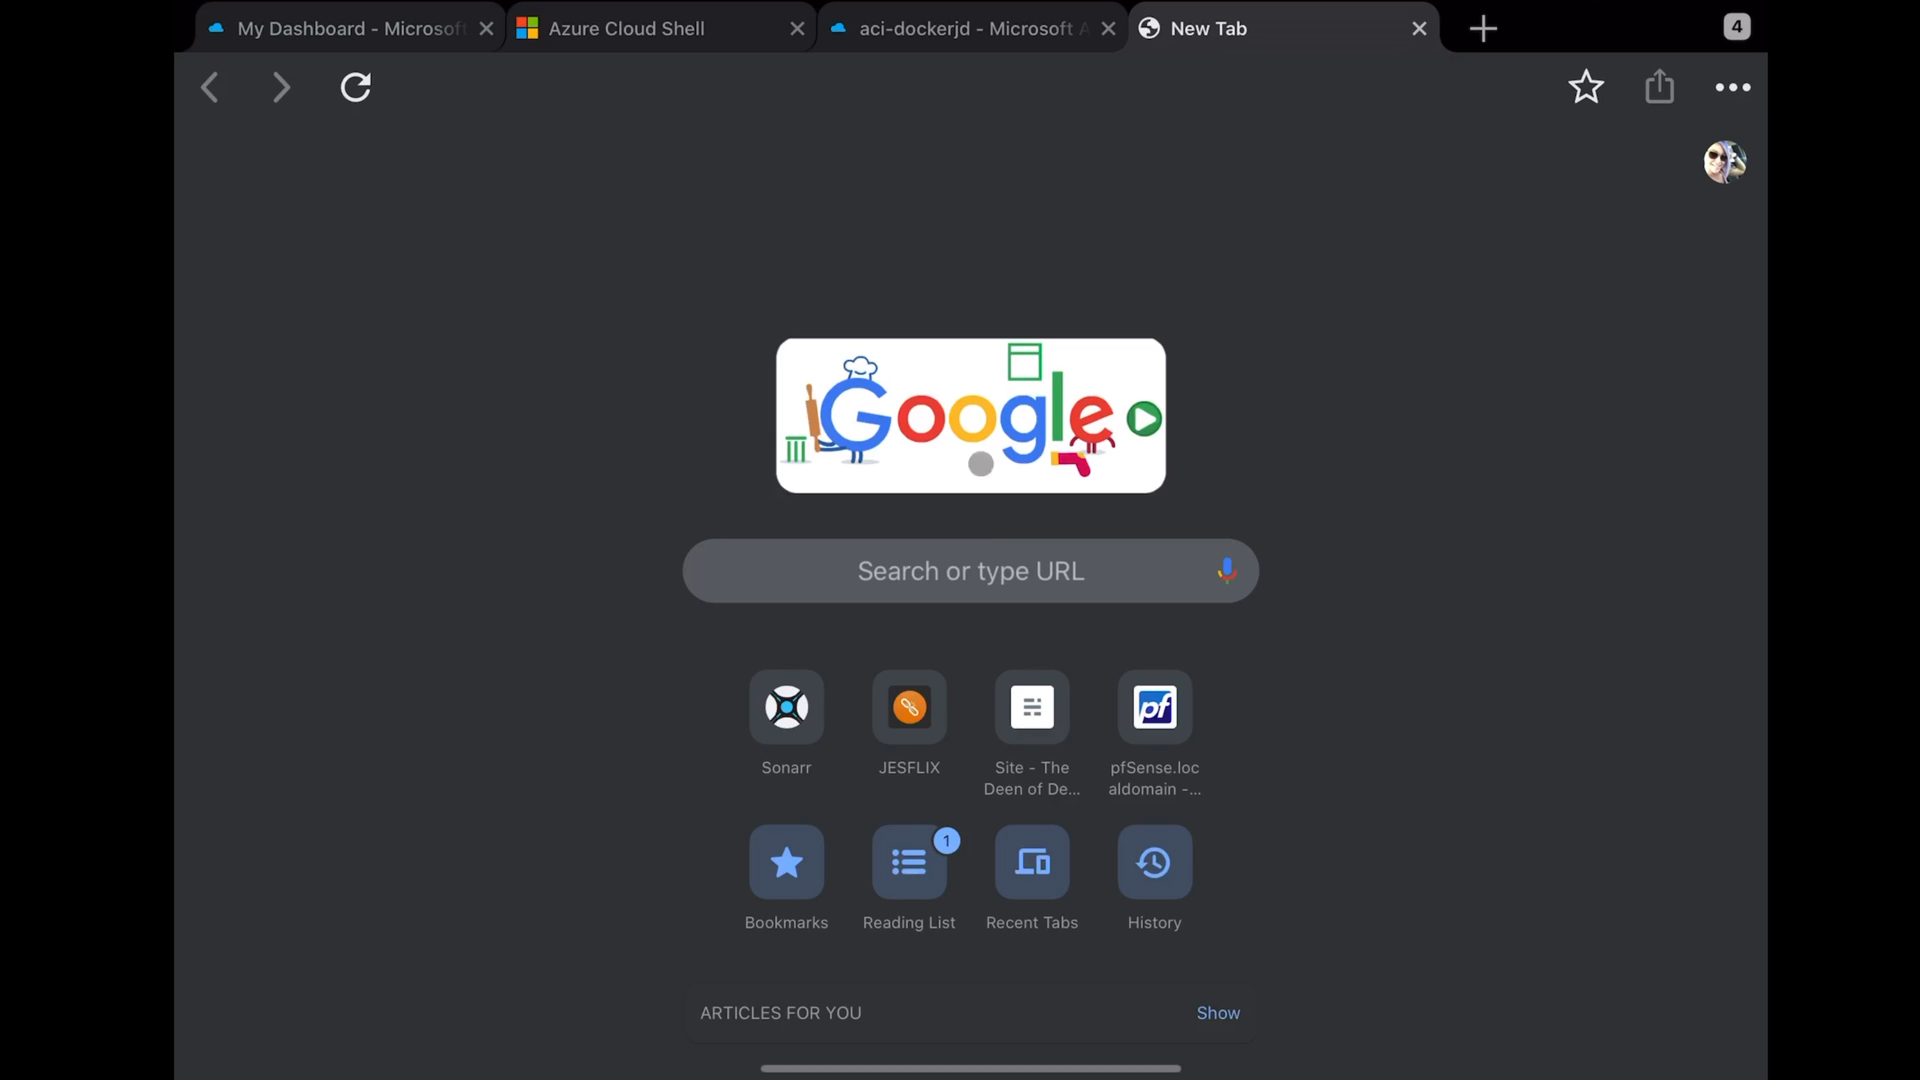 My Dashboard - Microsoft
Azure Cloud Shell
aci-dockerjd - Microsoft A
New Tab
4
Google
Search or type URL
Sonarr
JESFLIX
Site - The
Deen of De...
pf
pfSense.loc
aldomain -...
1
Bookmarks
Reading List
Recent Tabs
History
ARTICLES FOR YOU
Show